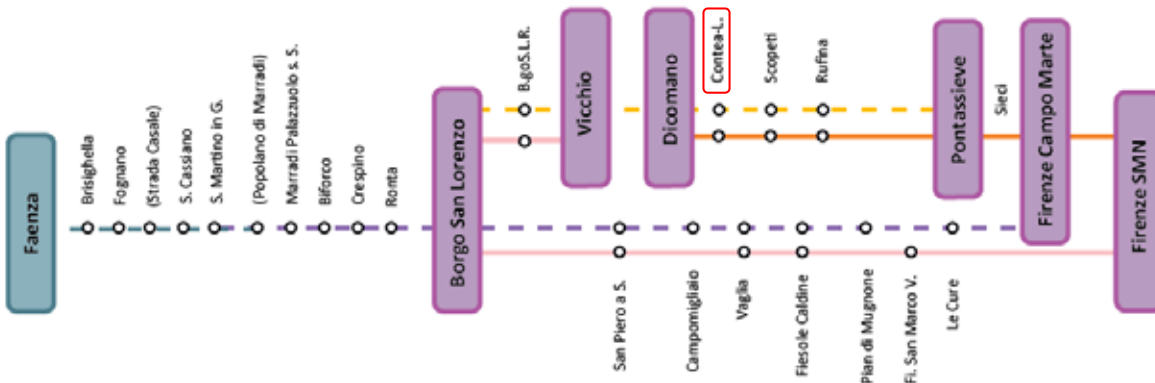 Faenza
Brisighella
Fognano
(Strada Casale)
S. Cassiano
S. Martino in G.
(Popolano di Marradi)
Marradi Palazzuolo s. S.
Biforco
Crespino
Ronta
Borgo San Lorenzo
B.goS.L.R.
Vicchio
Dicomano
Contea-L.
Scopeti
Rufina
Pontassieve
Sieci
Firenze Campo Marte
Firenze SMN
San Piero a S.
Campomigliaio
Vaglia
Fiesole Caldine
Pian di Mugnone
Fi. San Marco V.
Le Cure